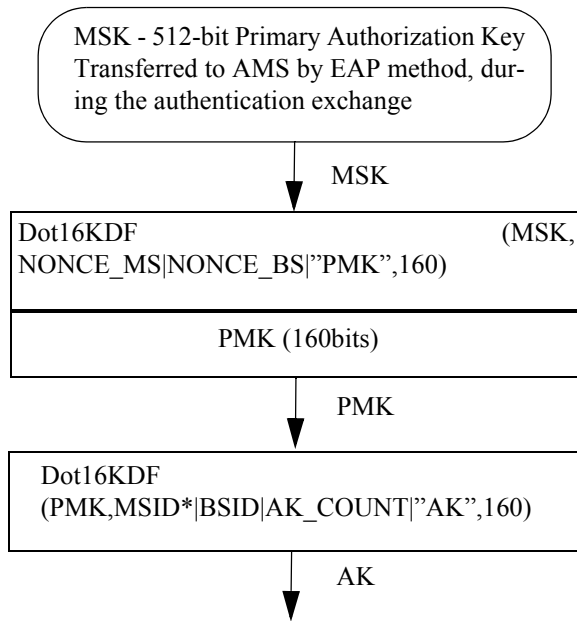 MSK - 512-bit Primary Authorization Key
Transferred to AMS by EAP method, dur-
ing the authentication exchange
MSK
Dot16KDF (MSK,
NONCE_MS|NONCE_BS|”PMK”,160)
PMK (160bits)
PMK
Dot16KDF
(PMK,MSID*|BSID|AK_COUNT|”AK”,160)
AK